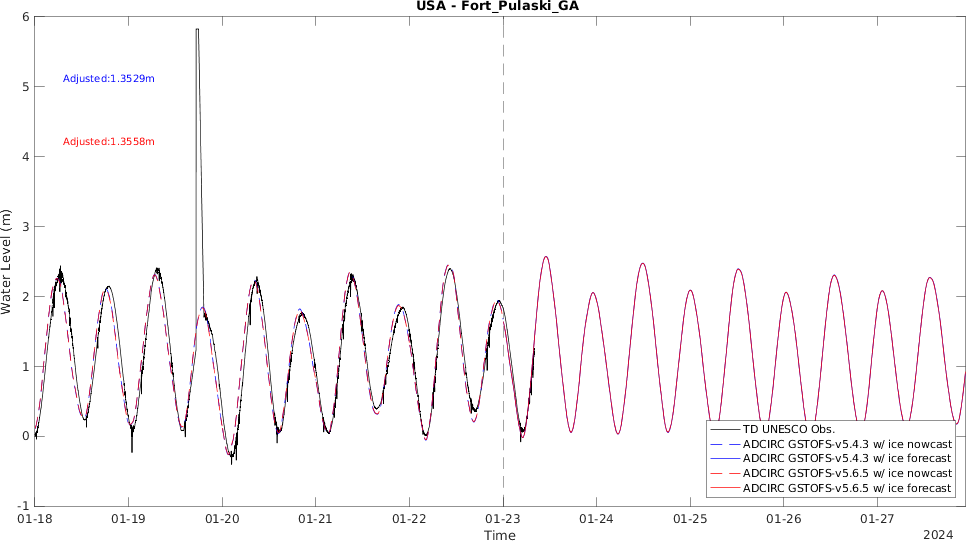 USA - Fort_Pulaski_GA
6
5
4
3
2
1
0
-1
Water Level (m)
Adjusted:1.3529m
Adjusted:1.3558m
TD UNESCO Obs.
ADCIRC GSTOFS-v5.4.3 w/ ice nowcast
ADCIRC GSTOFS-v5.4.3 w/ ice forecast
ADCIRC GSTOFS-v5.6.5 w/ ice nowcast
ADCIRC GSTOFS-v5.6.5 w/ ice forecast
01-18 01-19 01-20 01-21 01-22 01-23 01-24 01-25 01-26 01-27
Time
2024